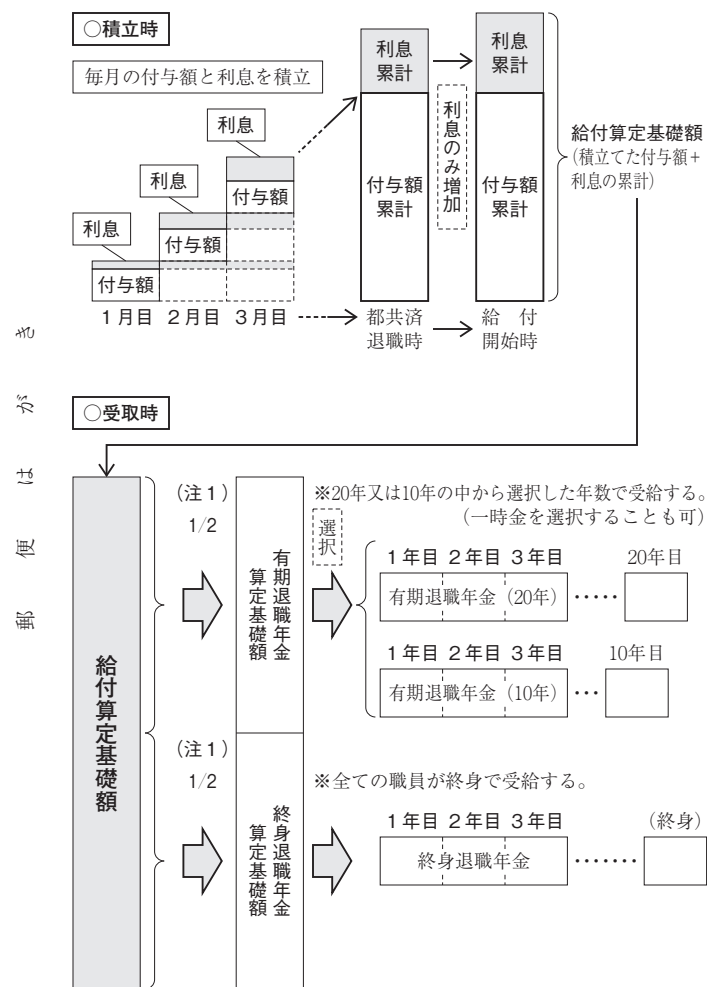 ○積立時
毎月の付与額と利息を積立
利息
付与額
利息
付与額
利息
付与額
1月目 2月目 3月目
利息
累計
付与額
累計
都共済
退職時
利息のみ増加
利息
累計
付与額
累計
給　付
開始時
給付算定基礎額
(積立てた付与額+
利息の累計)
郵便はがき
○受取時
給付算定基礎額
(注1)
1/2
有期退職年金
算定基礎額
選択
※20年又は10年の中から選択した年数で受給する。
(一時金を選択することも可)
1年目 2年目 3年目 20年目
有期退職年金(20年) ・・・・・
1年目 2年目 3年目 10年目
有期退職年金(10年) ・・・
(注1)
1/2
終身退職年金
算定基礎額
※全ての職員が終身で受給する。
1年目 2年目 3年目 (終身)
終身退職年金 ・・・・・・・